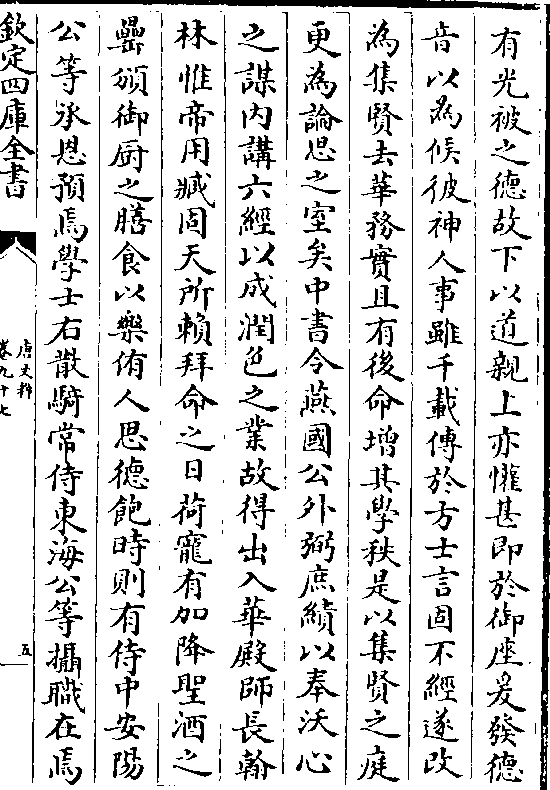 有光被之德故下以道親上亦懽甚即於御座爰發德
音以為候彼神人事雖千載傳於方士言固不經遂改
為集賢去華務實且有後命增其學秩是以集賢之庭
更為論思之室矣中書令燕國公外弼庶績以奉沃心
之謀內講六經以成潤色之業故得出入華殿師長翰
林惟帝用臧固天所賴拜命之日荷寵有加降聖酒之
罍頒御厨之膳食以樂侑人思德飽時則有侍中安陽
公等承恩預焉學士右散騎常侍東海公等攝職在焉
欽定四庫全書
唐文粹
卷九十七
五